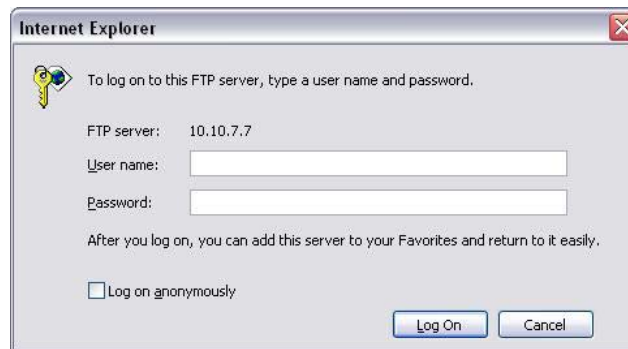 Internet Explorer
To log on to this FTP server, type a user name and password.
FTP server: 10.10.7.7
User name:
Password:
After you log on, you can add this server to your Favorites and return to it easily.
Log on anonymously
Log On Cancel